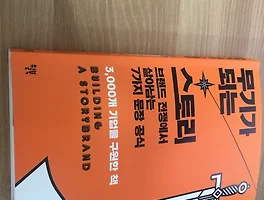 무기가
되는
스토리
브랜드 전쟁에서
살아남는
7가지 문장 공식
3,000개 기업을 구원한 책
BUILDING
A STORYBRAND